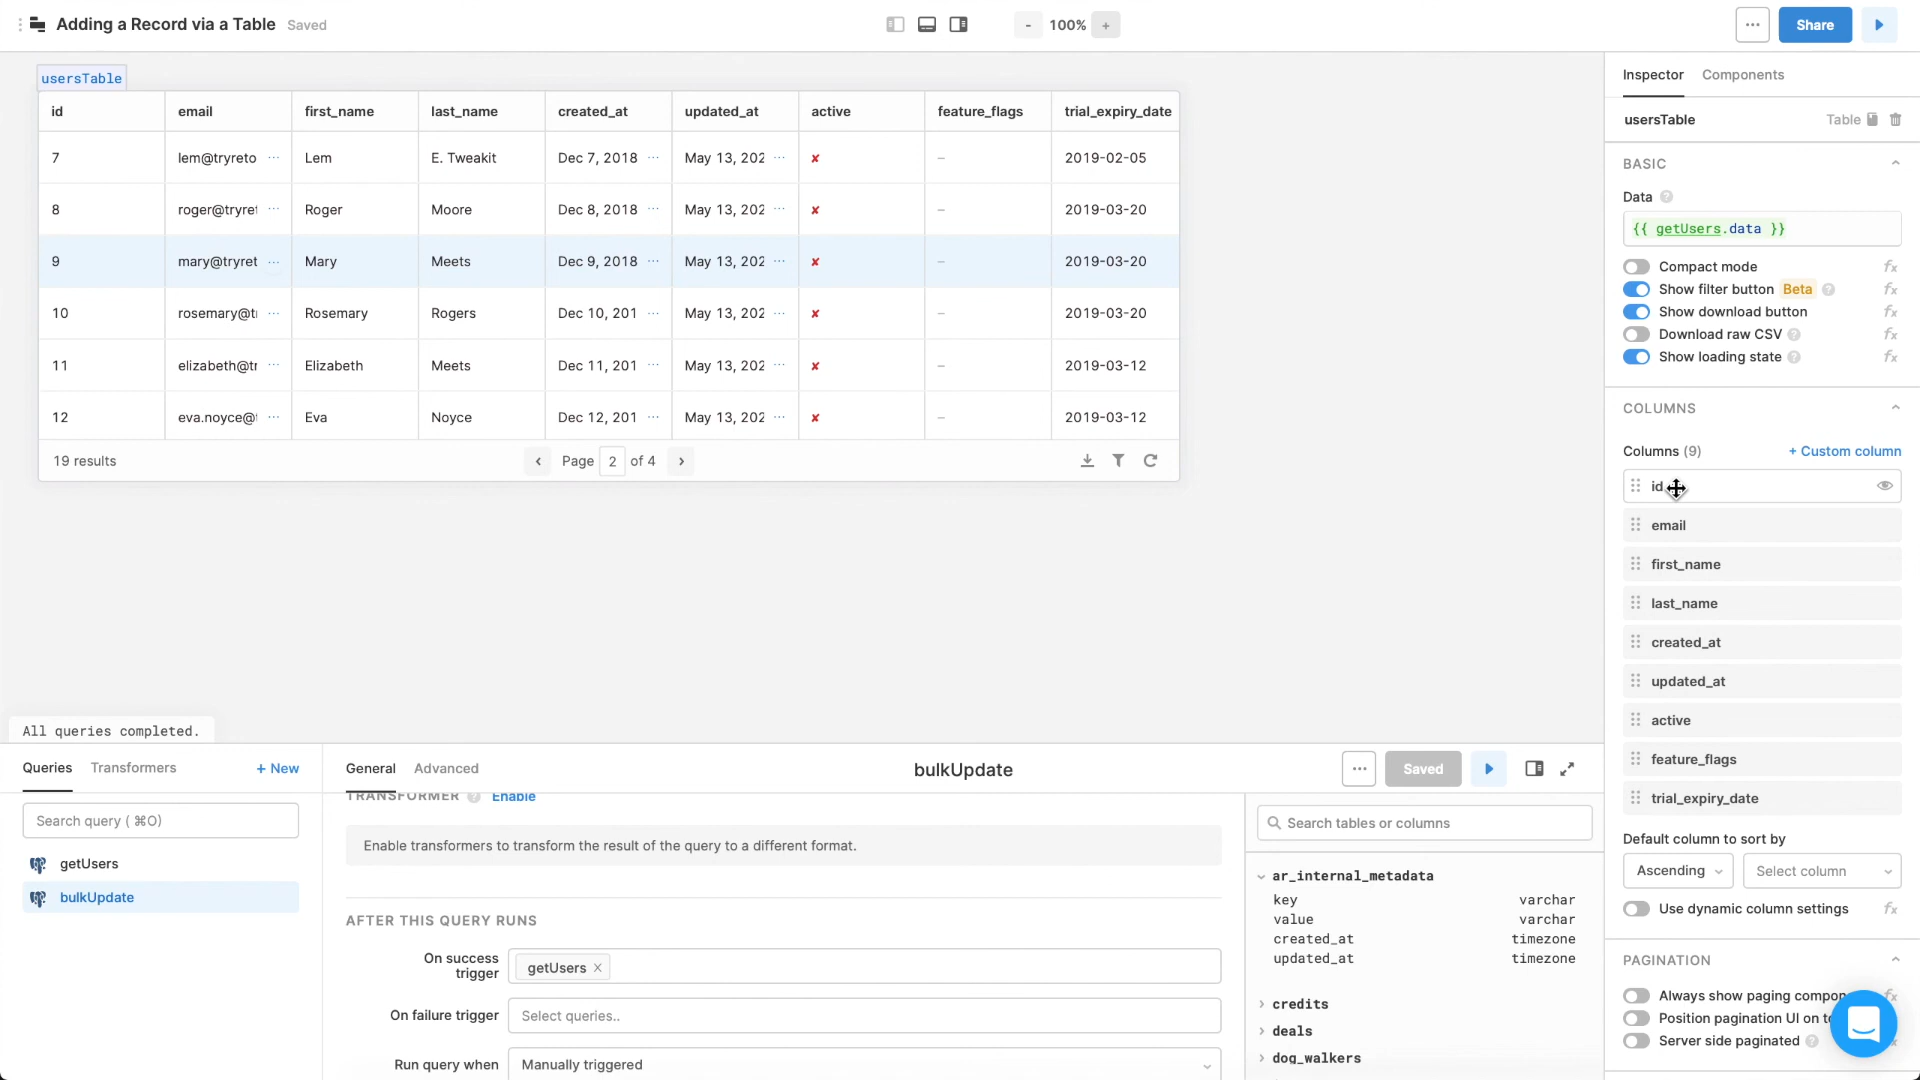 Adding a Record via a Table Saved - 100% + ··· Share
usersTable
id email first_name last_name created_at updated_at active feature_flags trial_expiry_date
7 lem@tryreto ··· Lem E. Tweakit Dec 7, 2018 ··· May 13, 202 ··· ✘ – 2019-02-05
8 roger@tryret ··· Roger Moore Dec 8, 2018 ··· May 13, 202 ··· ✘ – 2019-03-20
9 mary@tryret ··· Mary Meets Dec 9, 2018 ··· May 13, 202 ··· ✘ – 2019-03-20
10 rosemary@t ··· Rosemary Rogers Dec 10, 201 ··· May 13, 202 ··· ✘ – 2019-03-20
11 elizabeth@tr ··· Elizabeth Meets Dec 11, 201 ··· May 13, 202 ··· ✘ – 2019-03-12
12 eva.noyce@ ··· Eva Noyce Dec 12, 201 ··· May 13, 202 ··· ✘ – 2019-03-12
19 results Page 2 of 4
All queries completed.
Queries Transformers + New
Search query ( ⌘O)
getUsers
bulkUpdate
General Advanced bulkUpdate ··· Saved
TRANSFORMER ? Enable
Enable transformers to transform the result of the query to a different format.
AFTER THIS QUERY RUNS
On success trigger getUsers ×
On failure trigger Select queries..
Run query when Manually triggered
Search tables or columns
ar_internal_metadata
key varchar
value varchar
created_at timezone
updated_at timezone
credits
deals
dog_walkers
Inspector Components
usersTable Table
BASIC
Data ?
{{ getUsers.data }}
Compact mode fx
Show filter button Beta ? fx
Show download button fx
Download raw CSV ? fx
Show loading state ? fx
COLUMNS
Columns (9) + Custom column
id
email
first_name
last_name
created_at
updated_at
active
feature_flags
trial_expiry_date
Default column to sort by
Ascending Select column
Use dynamic column settings fx
PAGINATION
Always show paging compon fx
Position pagination UI on t
Server side paginated ?